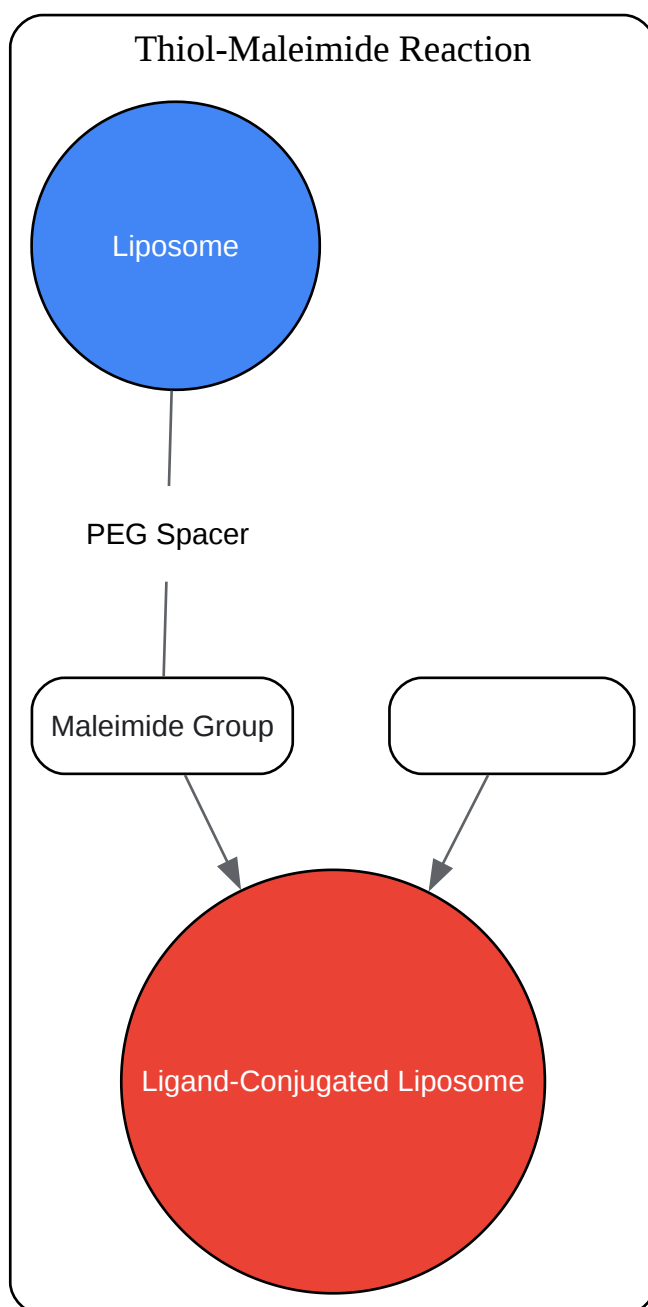 Thiol-Maleimide Reaction
Liposome
PEG Spacer
Maleimide Group
Ligand-Conjugated Liposome